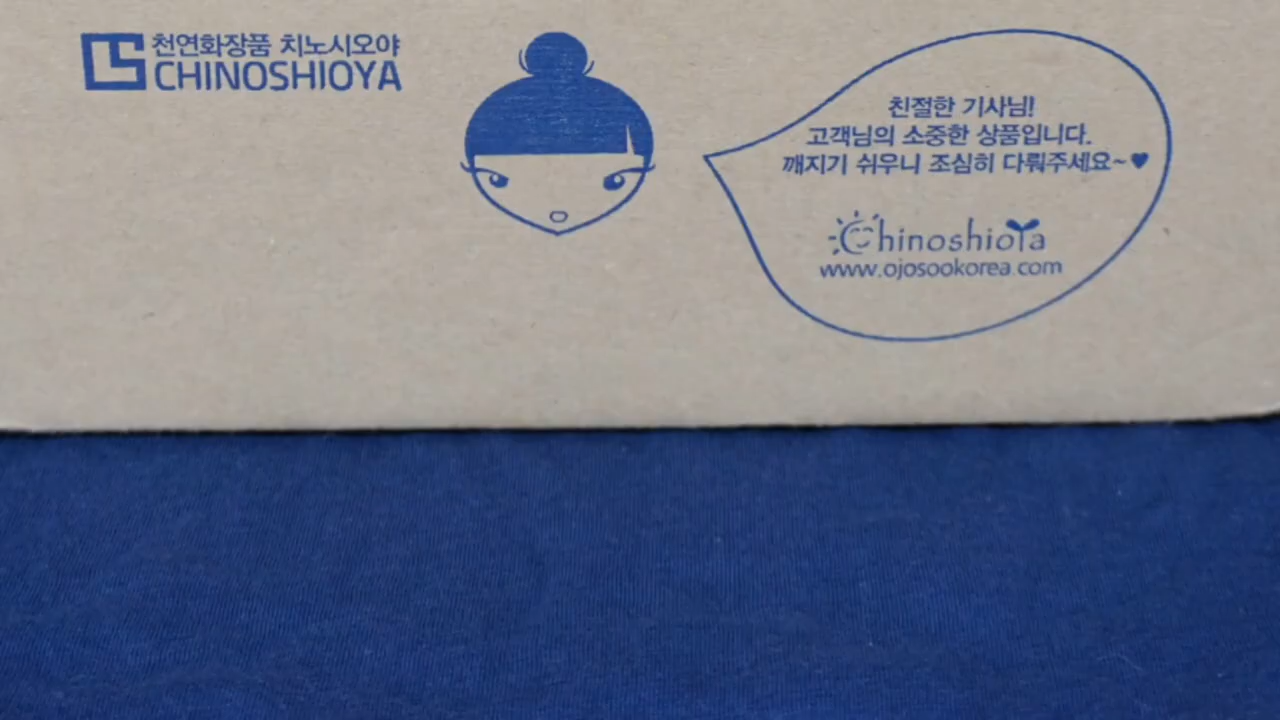 천연화장품 치노시오야
CHINOSHIOYA
친절한 기사님!
고객님의 소중한 상품입니다.
깨지기 쉬우니 조심히 다뤄주세요~♥
Chinoshioya
www.ojosookorea.com